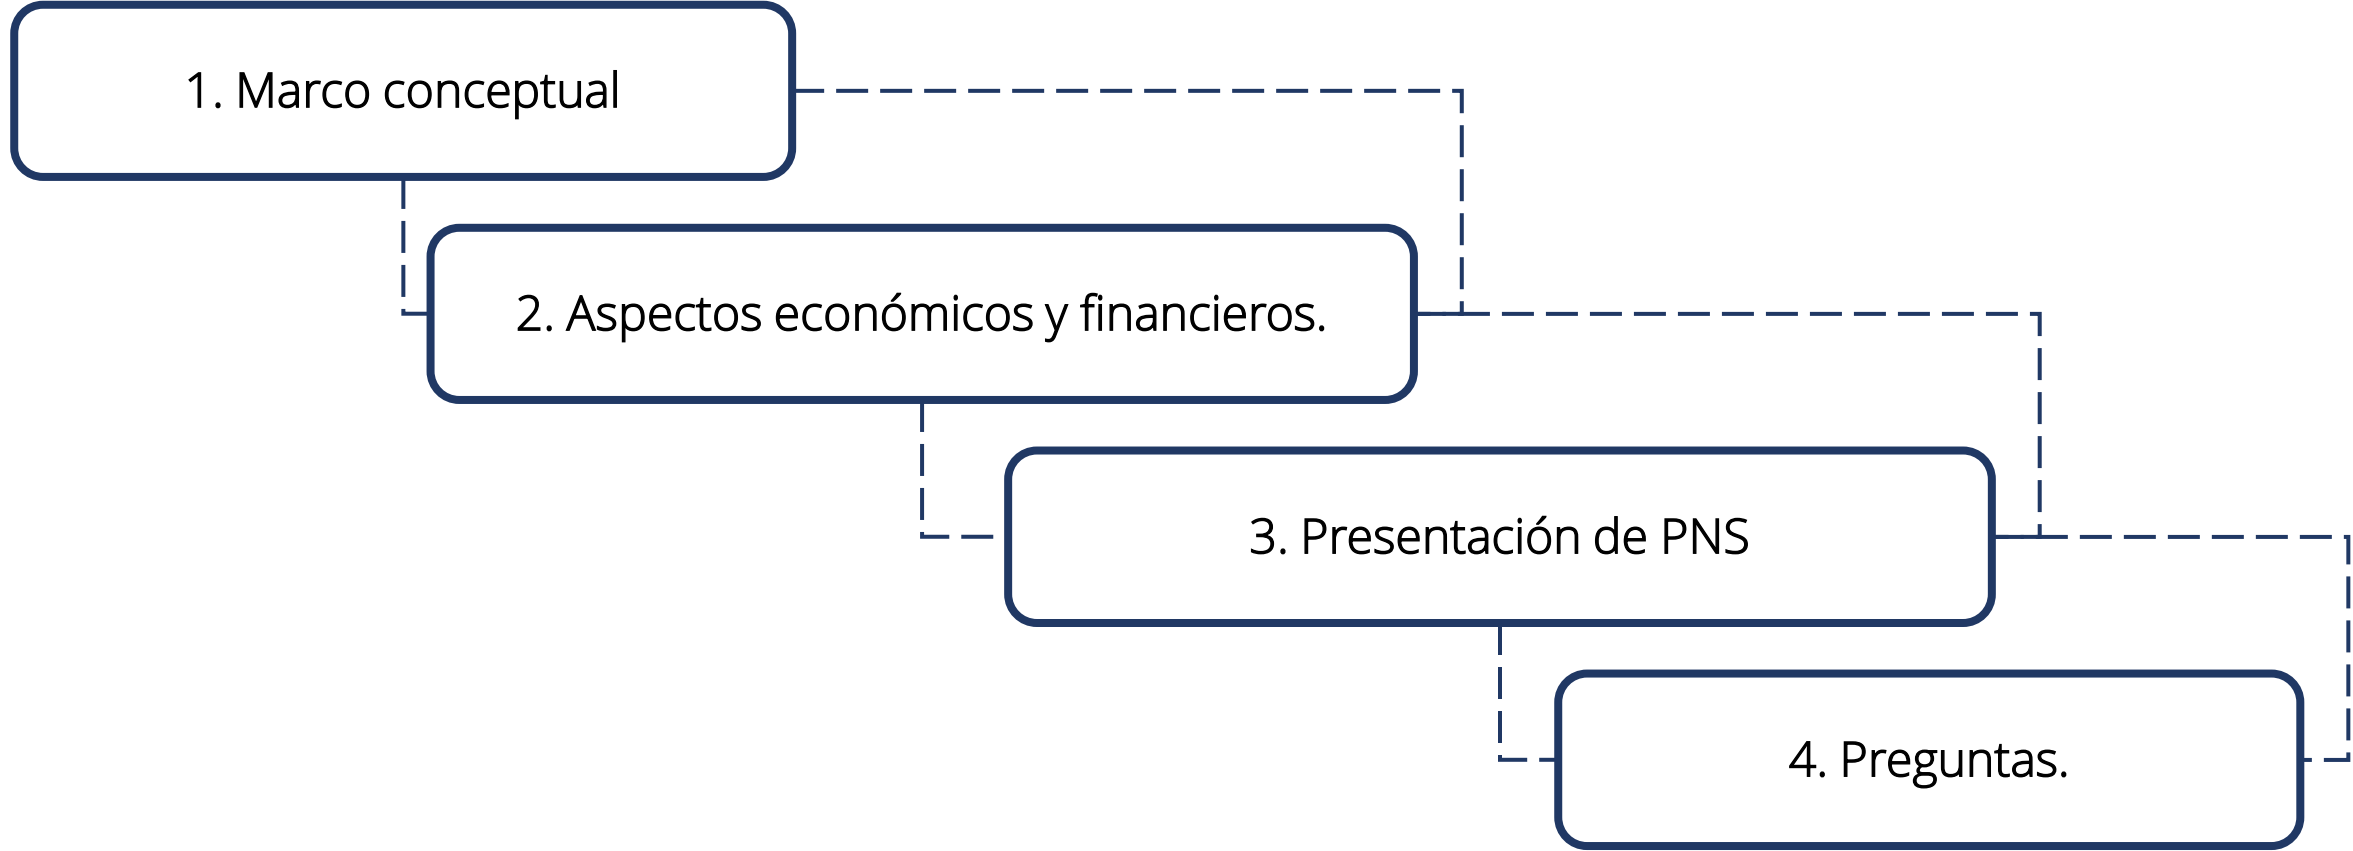 1. Marco conceptual
2. Aspectos económicos y financieros.
3. Presentación de PNS
4. Preguntas.